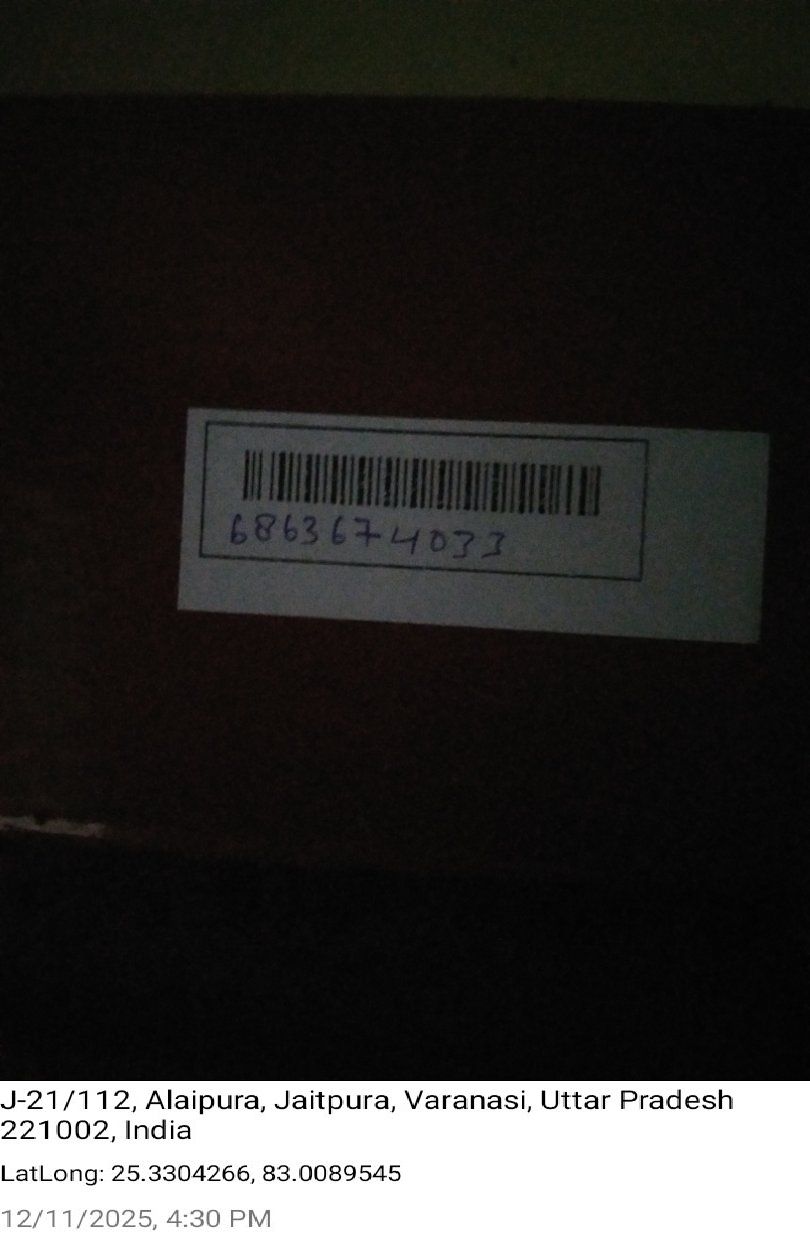 6863674033
J-21/112, Alaipura, Jaitpura, Varanasi, Uttar Pradesh
221002, India
LatLong: 25.3304266, 83.0089545
12/11/2025, 4:30 PM